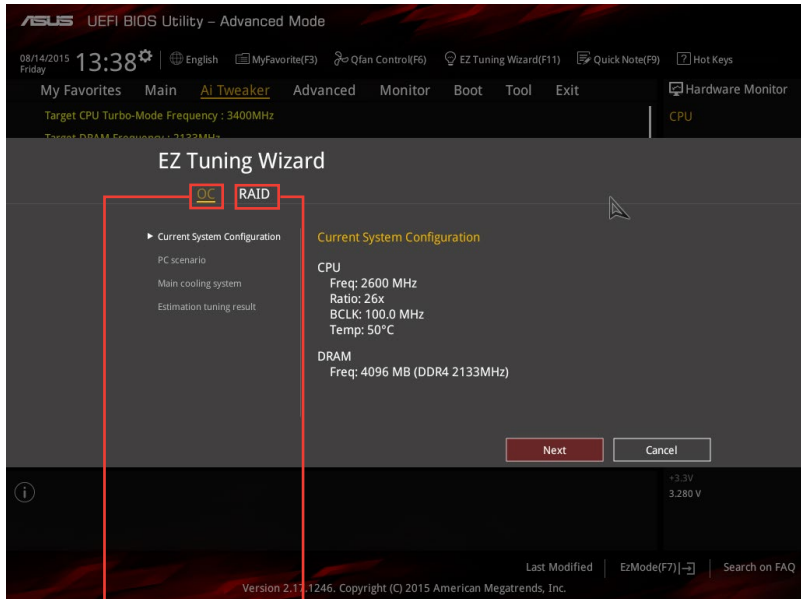 ASUS UEFI BIOS Utility – Advanced Mode
08/14/2015 Friday 13:38 English MyFavorite(F3) Qfan Control(F6) EZ Tuning Wizard(F11) Quick Note(F9) ? Hot Keys
My Favorites Main Ai Tweaker Advanced Monitor Boot Tool Exit Hardware Monitor
Target CPU Turbo-Mode Frequency : 3400MHz CPU
Target DRAM Frequency : 2133MHz
EZ Tuning Wizard
OC RAID
Current System Configuration
PC scenario
Main cooling system
Estimation tuning result
Current System Configuration
CPU
Freq: 2600 MHz
Ratio: 26x
BCLK: 100.0 MHz
Temp: 50°C
DRAM
Freq: 4096 MB (DDR4 2133MHz)
Next Cancel
+3.3V
3.280 V
i
Last Modified EzMode(F7) Search on FAQ
Version 2.17.1246. Copyright (C) 2015 American Megatrends, Inc.